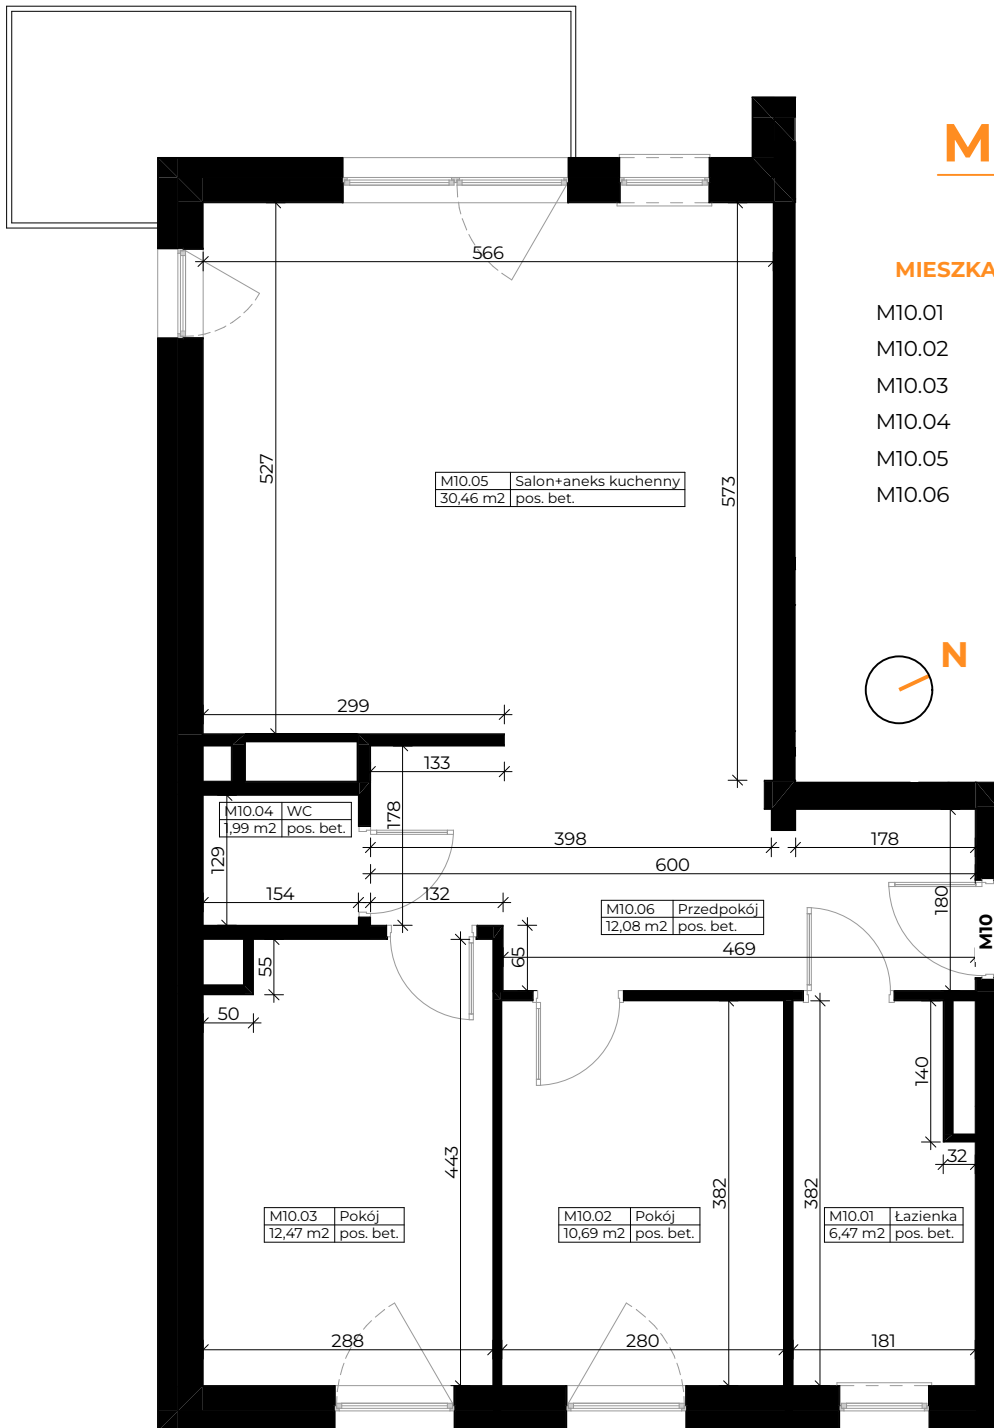 M
MIESZKA
M10.01
M10.02
M10.03
M10.04
M10.05
M10.06
N
566
527
573
M10.05 Salon+aneks kuchenny
30,46 m2 pos. bet.
299
133
178
M10.04 WC
1,99 m2 pos. bet.
129
154
132
398
178
600
180
M10.06 Przedpokój
12,08 m2 pos. bet.
M10
469
65
55
50
140
32
443
382
382
M10.03 Pokój
12,47 m2 pos. bet.
M10.02 Pokój
10,69 m2 pos. bet.
M10.01 Łazienka
6,47 m2 pos. bet.
288
280
181